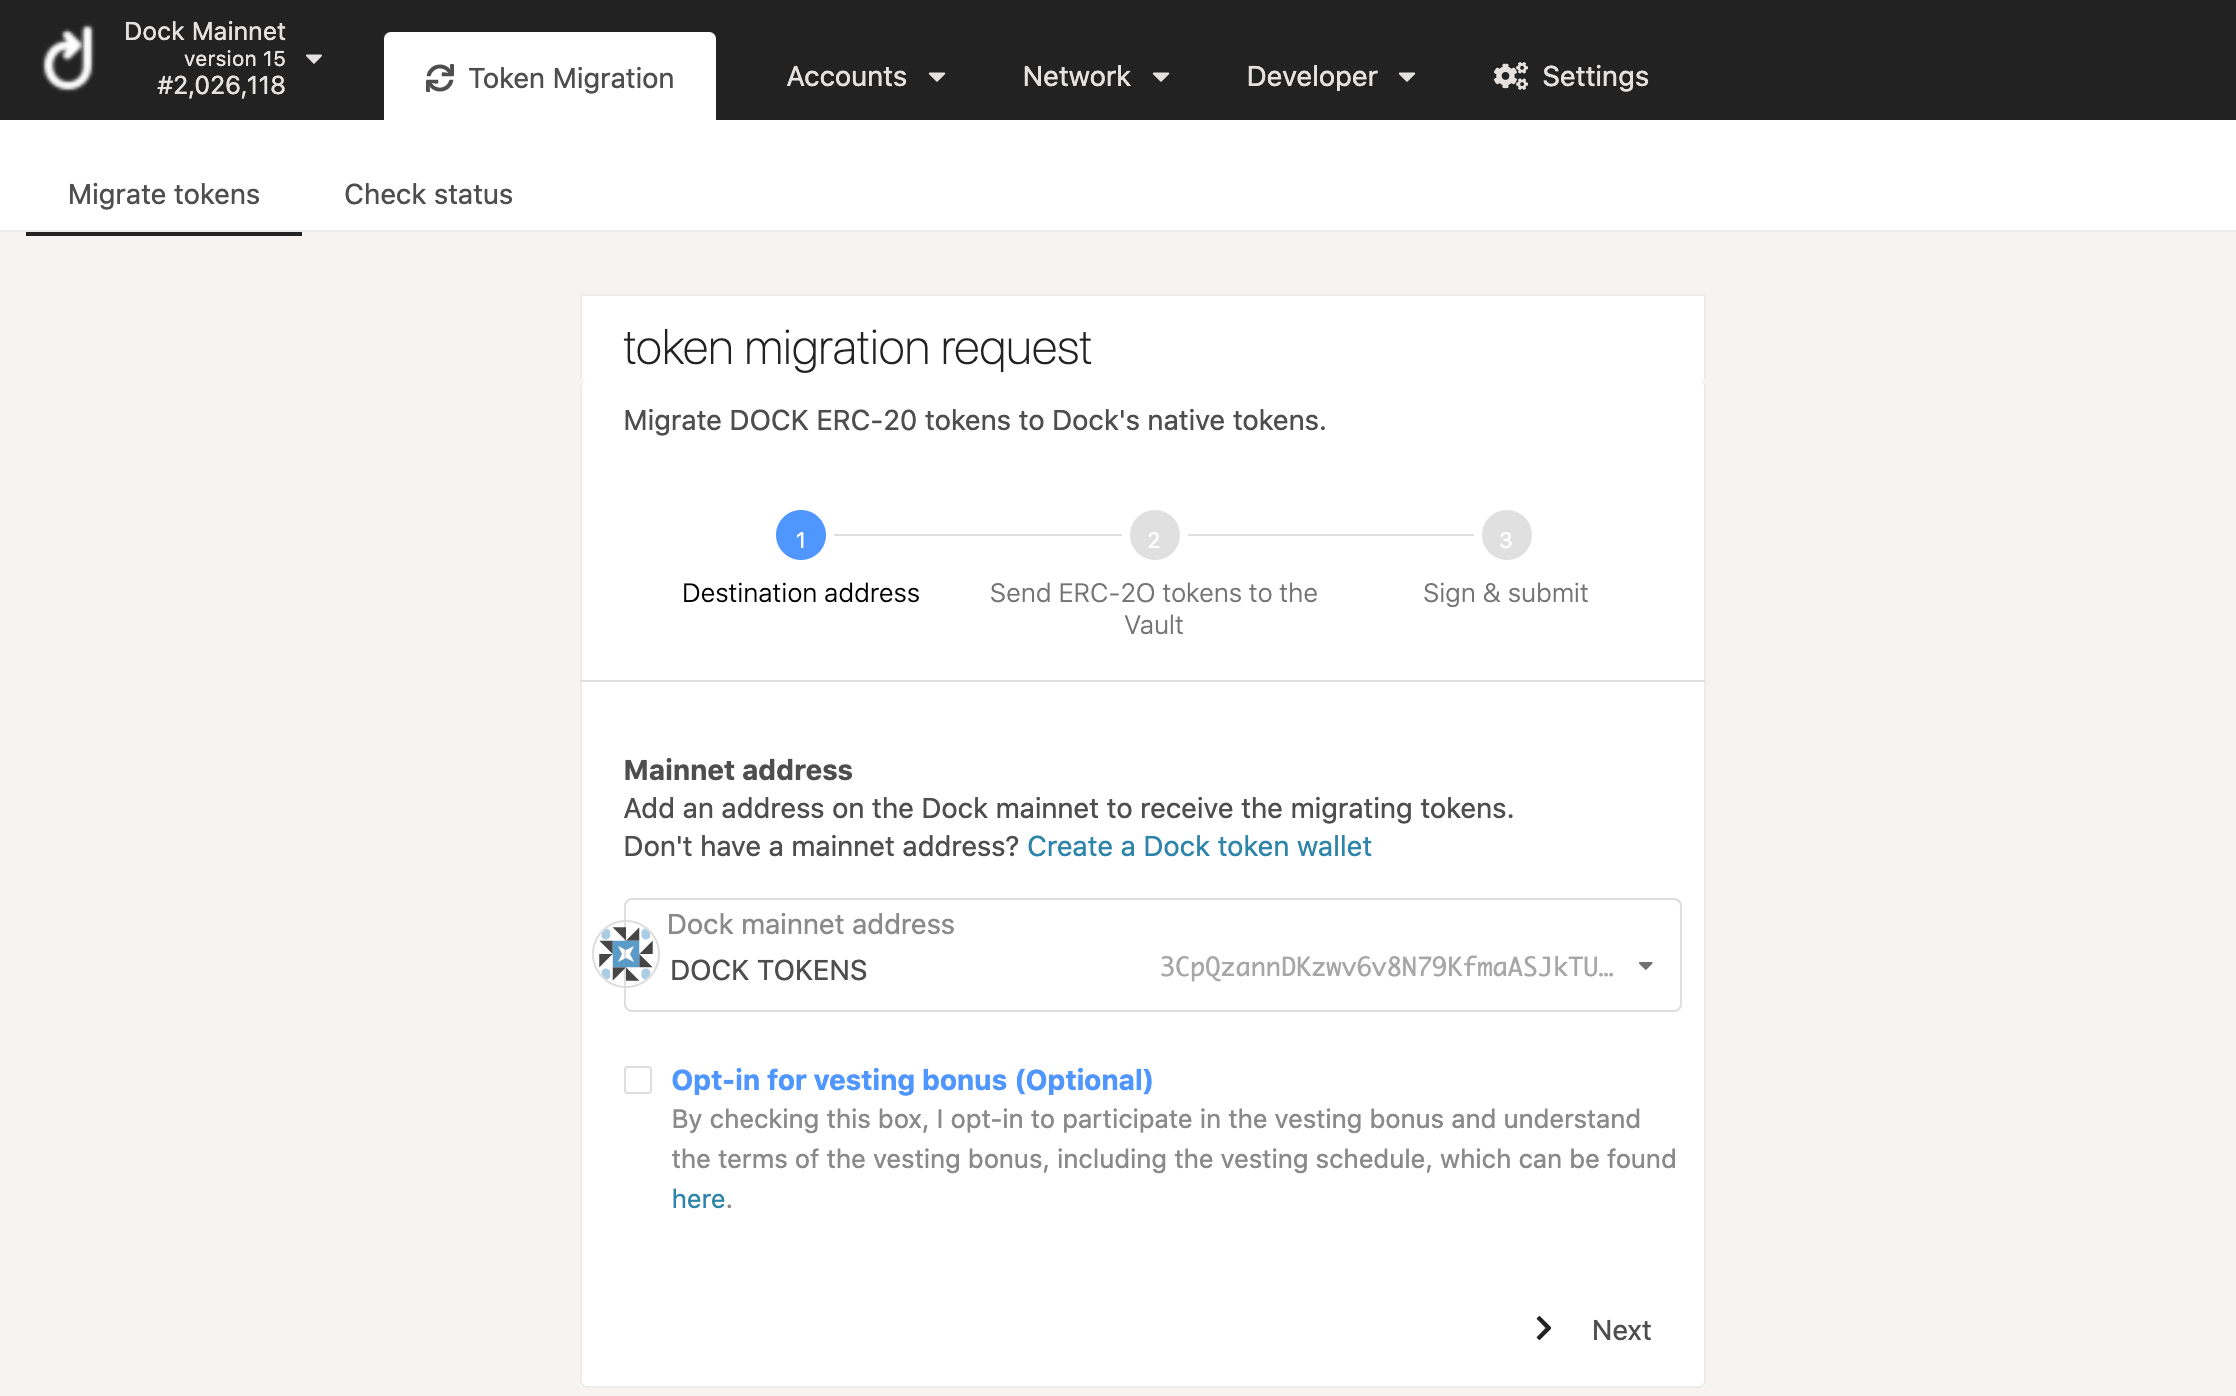 Dock Mainnet
version 15
#2,026,118
Token Migration
Accounts
Network
Developer
Settings
Migrate tokens
Check status
token migration request
Migrate DOCK ERC-20 tokens to Dock's native tokens.
1
2
3
Destination address
Send ERC-2O tokens to the
Vault
Sign & submit
Mainnet address
Add an address on the Dock mainnet to receive the migrating tokens.
Don't have a mainnet address? Create a Dock token wallet
Dock mainnet address
DOCK TOKENS
3CpQzannDKzwv6v8N79KfmaASJkTU…
Opt-in for vesting bonus (Optional)
By checking this box, I opt-in to participate in the vesting bonus and understand
the terms of the vesting bonus, including the vesting schedule, which can be found
here.
Next